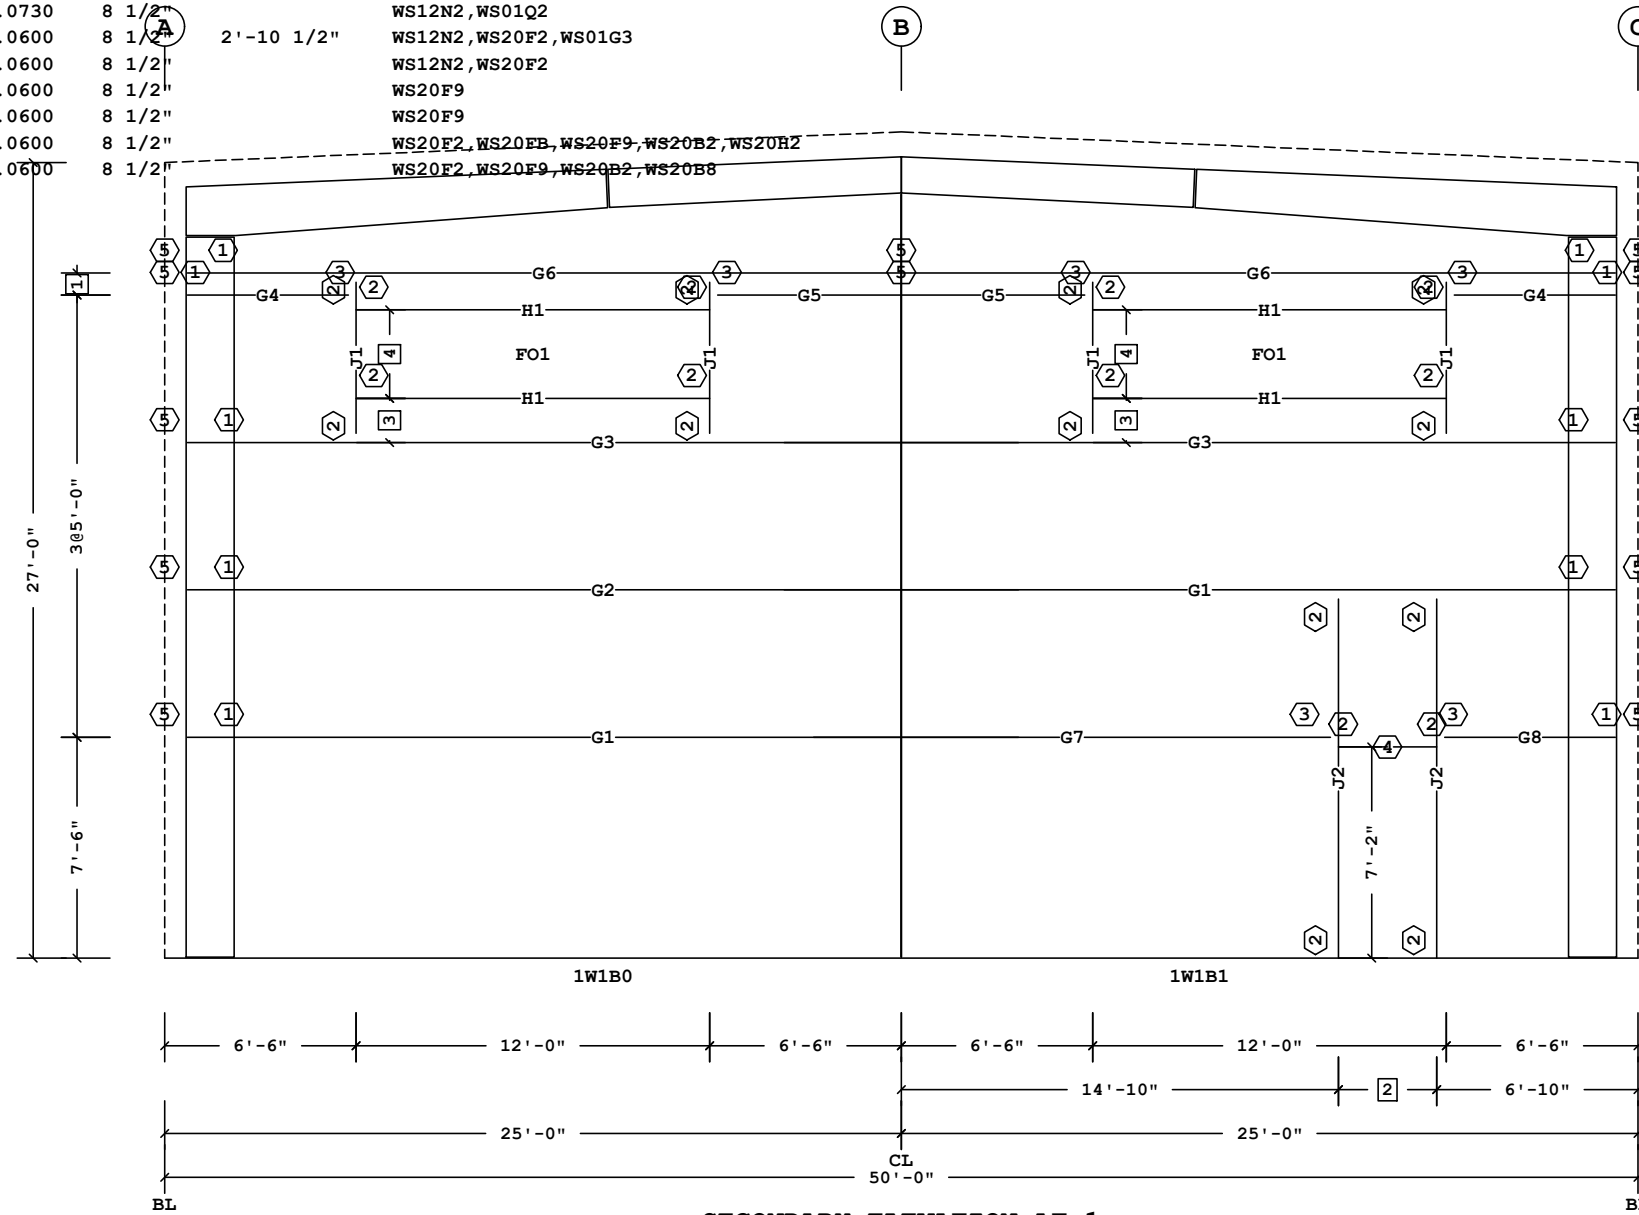 .0730 8 1/2" WS12N2,WS01Q2
A B
.0600 8 1/2" 2'-10 1/2" WS12N2,WS20F2,WS01G3
.0600 8 1/2" WS12N2,WS20F2
.0600 8 1/2" WS20F9
.0600 8 1/2" WS20F9
.0600 8 1/2" WS20F2,WS20FB,WS20F9,WS20B2,WS20H2
.0600 8 1/2" WS20F2,WS20F9,WS20B2,WS20B8
5 1 5 1 5
1 5 1 3 G6 3 5 3 G6 3 1 5
G4 2 2 2 2 G5 G5 2 2 2 2 G4
H1 H1
J1 4 FO1 J1 J1 4 FO1 J1
2 2 2 2
H1 H1
5 1 2 3 2 2 3 2 1 5
G3 G3
3@5'-0"
27'-0"
5 1 1 5
G2 G1
2 2
5 1 3 2 2 3 1 5
G1 G7 4 G8
J2 J2
7'-6" 7'-2"
2 2
1W1B0 1W1B1
6'-6" 12'-0" 6'-6" 6'-6" 12'-0" 6'-6"
14'-10" 2 6'-10"
25'-0" 25'-0"
CL
50'-0"
BL